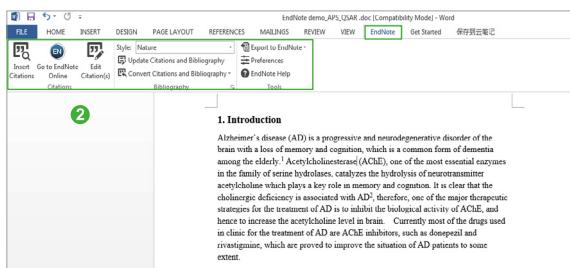 EndNote demo_APS_QSAR .doc [Compatibility Mode] - Word
FILE HOME INSERT DESIGN PAGE LAYOUT REFERENCES MAILINGS REVIEW VIEW EndNote Get Started 保存到云笔记
Style: Nature
Export to EndNote
Update Citations and Bibliography
Preferences
Insert Citations
Go to EndNote Online
Edit Citation(s)
Convert Citations and Bibliography
EndNote Help
Citations Bibliography Tools
2
1. Introduction
Alzheimer's disease (AD) is a progressive and neurodegenerative disorder of the
brain with a loss of memory and cognition, which is a common form of dementia
among the elderly.1 Acetylcholinesterase (AChE), one of the most essential enzymes
in the family of serine hydrolases, catalyzes the hydrolysis of neurotransmitter
acetylcholine which plays a key role in memory and cognition. It is clear that the
cholinergic deficiency is associated with AD2, therefore, one of the major therapeutic
strategies for the treatment of AD is to inhibit the biological activity of AChE, and
hence to increase the acetylcholine level in brain. Currently most of the drugs used
in clinic for the treatment of AD are AChE inhibitors, such as donepezil and
rivastigmine, which are proved to improve the situation of AD patients to some
extent.